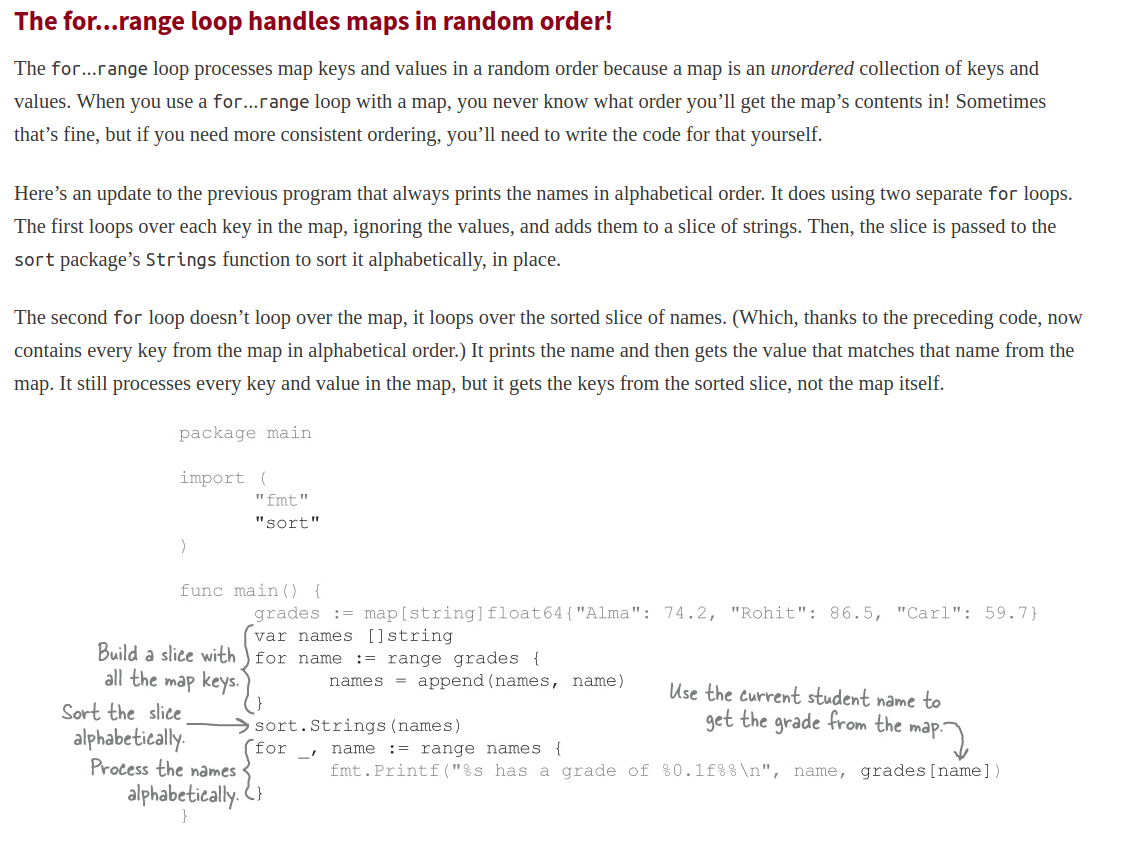 The for...range loop handles maps in random order!
The for...range loop processes map keys and values in a random order because a map is an unordered collection of keys and
values. When you use a for...range loop with a map, you never know what order you’ll get the map’s contents in! Sometimes
that’s fine, but if you need more consistent ordering, you’ll need to write the code for that yourself.
Here’s an update to the previous program that always prints the names in alphabetical order. It does using two separate for loops.
The first loops over each key in the map, ignoring the values, and adds them to a slice of strings. Then, the slice is passed to the
sort package’s Strings function to sort it alphabetically, in place.
The second for loop doesn’t loop over the map, it loops over the sorted slice of names. (Which, thanks to the preceding code, now
contains every key from the map in alphabetical order.) It prints the name and then gets the value that matches that name from the
map. It still processes every key and value in the map, but it gets the keys from the sorted slice, not the map itself.
package main
import (
"fmt"
"sort"
)
func main() {
grades := map[string]float64{"Alma": 74.2, "Rohit": 86.5, "Carl": 59.7}
var names []string
Build a slice with
all the map keys.
for name := range grades {
names = append(names, name)
}
Sort the slice
alphabetically.
sort.Strings(names)
Use the current student name to
get the grade from the map.
for _, name := range names {
Process the names
alphabetically.
fmt.Printf("%s has a grade of %0.1f%%\n", name, grades[name])
}
}